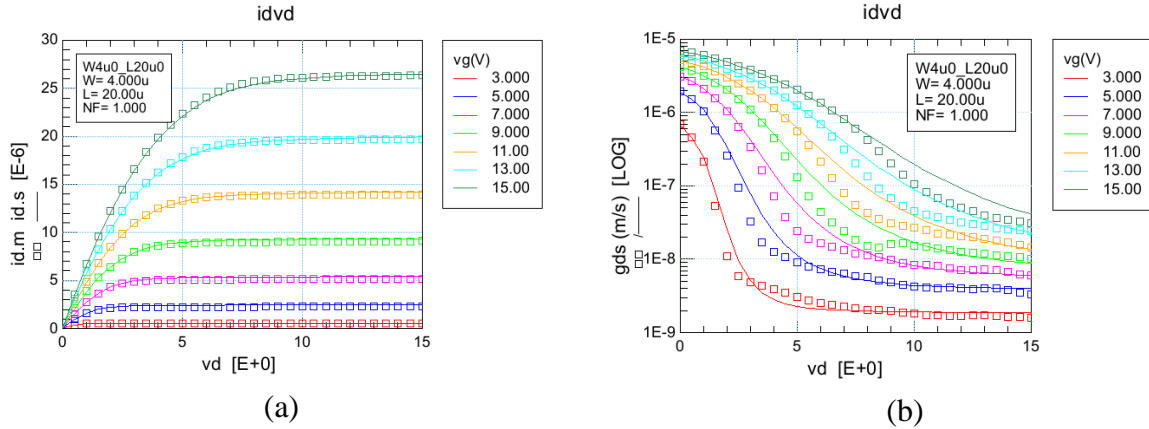 idvd
30
25
20
15
10
5
0
id.m id.s [E-6]
W4u0_L20u0
W= 4.000u
L= 20.00u
NF= 1.000
0 5 10 15
vd [E+0]
vg(V)
3.000
5.000
7.000
9.000
11.00
13.00
15.00
(a)
idvd
1E-5
1E-6
1E-7
1E-8
1E-9
gds (m/s) [LOG]
W4u0_L20u0
W= 4.000u
L= 20.00u
NF= 1.000
0 5 10 15
vd [E+0]
vg(V)
3.000
5.000
7.000
9.000
11.00
13.00
15.00
(b)